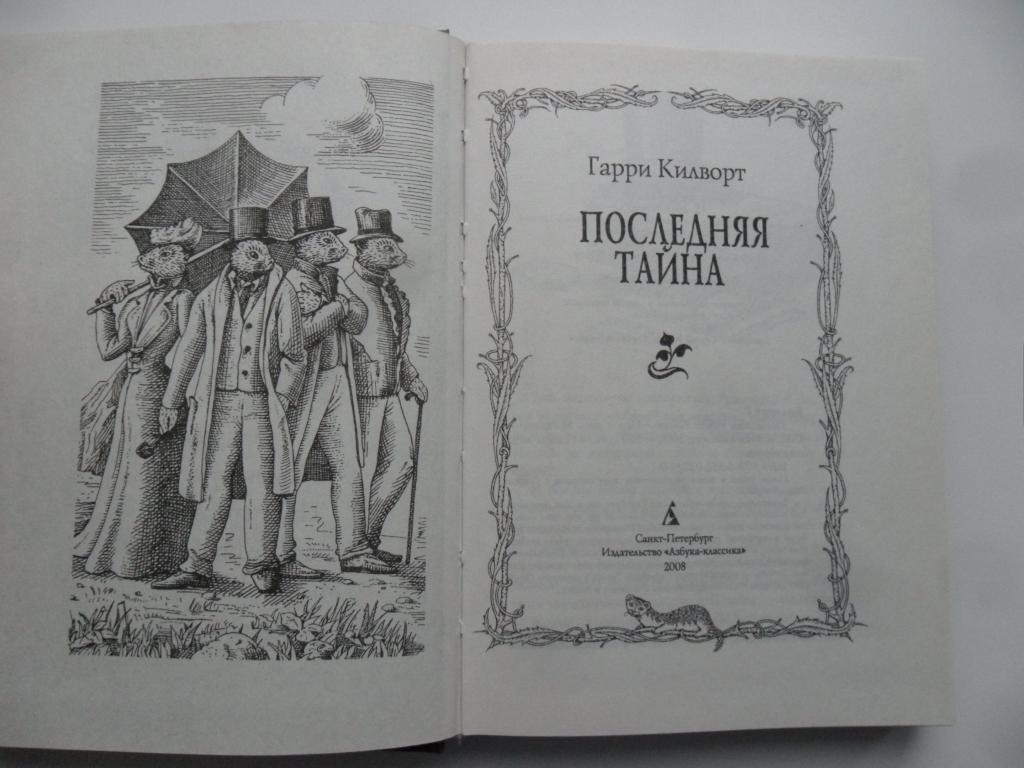 Гарри Килворт
ПОСЛЕДНЯЯ
ТАЙНА
Санкт-Петербург
Издательство «Азбука-классика»
2008